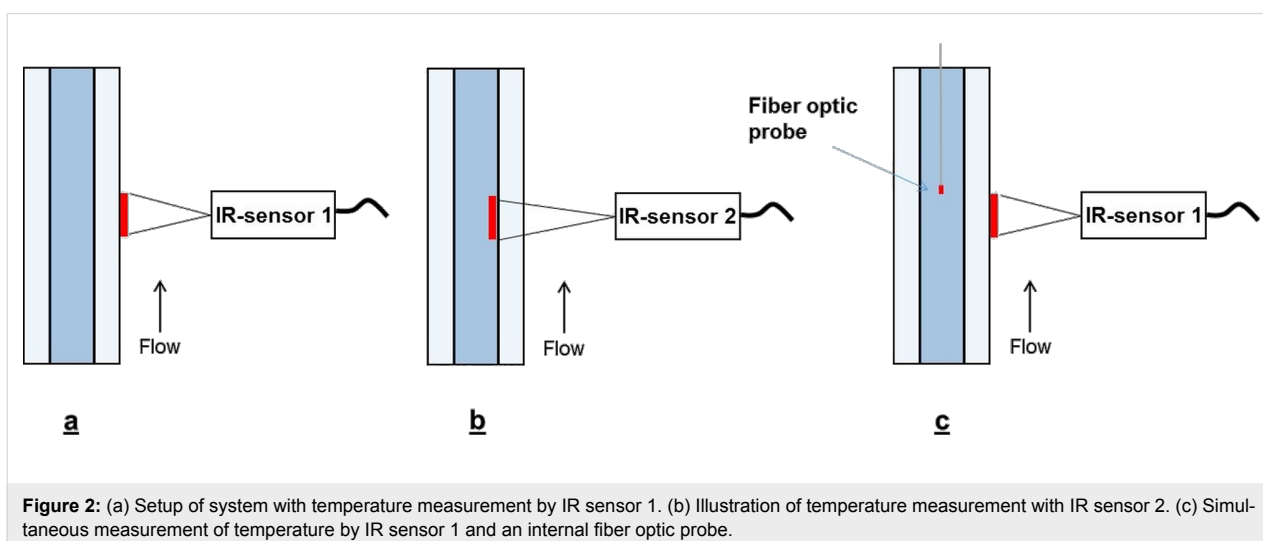 Fiber optic
probe
IR-sensor 1
IR-sensor 2
IR-sensor 1
Flow
Flow
Flow
a
b
c
Figure 2: (a) Setup of system with temperature measurement by IR sensor 1. (b) Illustration of temperature measurement with IR sensor 2. (c) Simul-
taneous measurement of temperature by IR sensor 1 and an internal fiber optic probe.